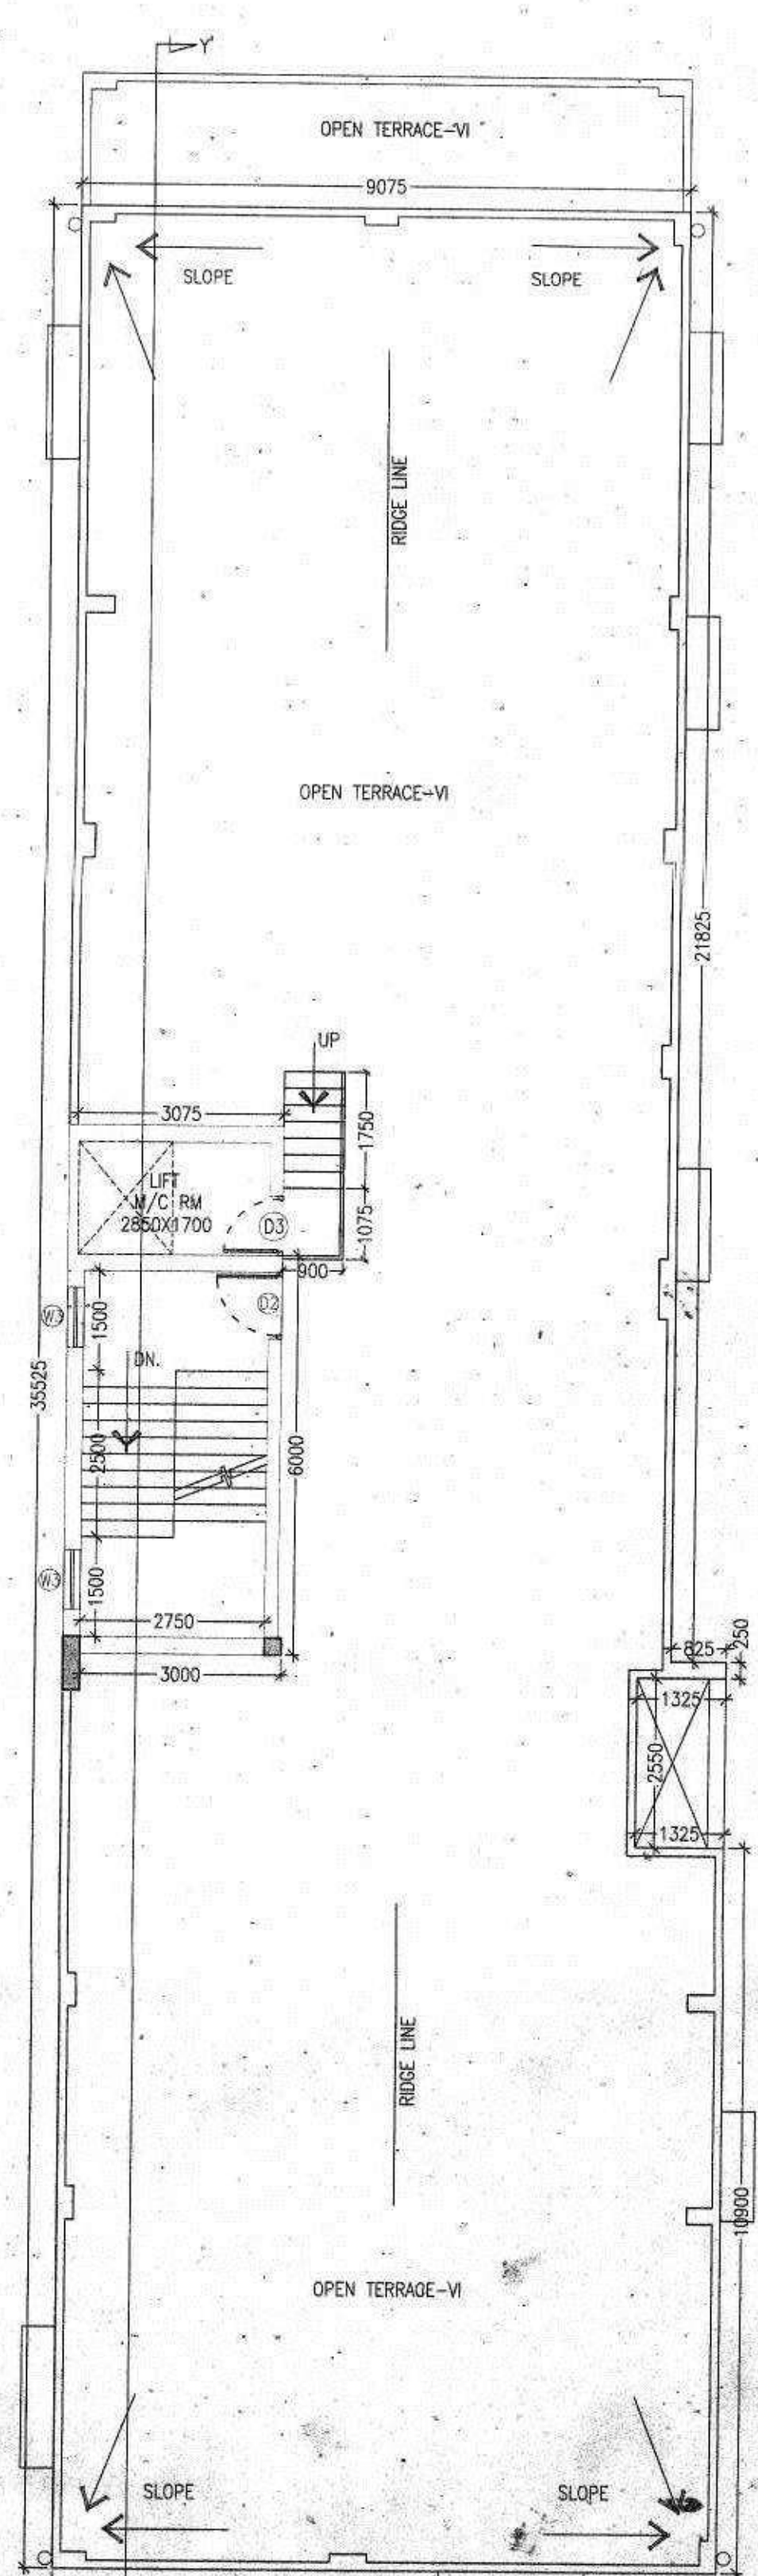 Y'
OPEN TERRACE-VI
9075
SLOPE
SLOPE
RIDGE LINE
OPEN TERRACE-VI
21825
UP
3075
1750
LIFT
M/C RM
2850X1700
D3
1075
900
D2
W3
1500
DN.
35525
2500
6000
W3
1500
2750
3000
825
250
1325
2550
1325
RIDGE LINE
10900
OPEN TERRACE-VI
SLOPE
SLOPE